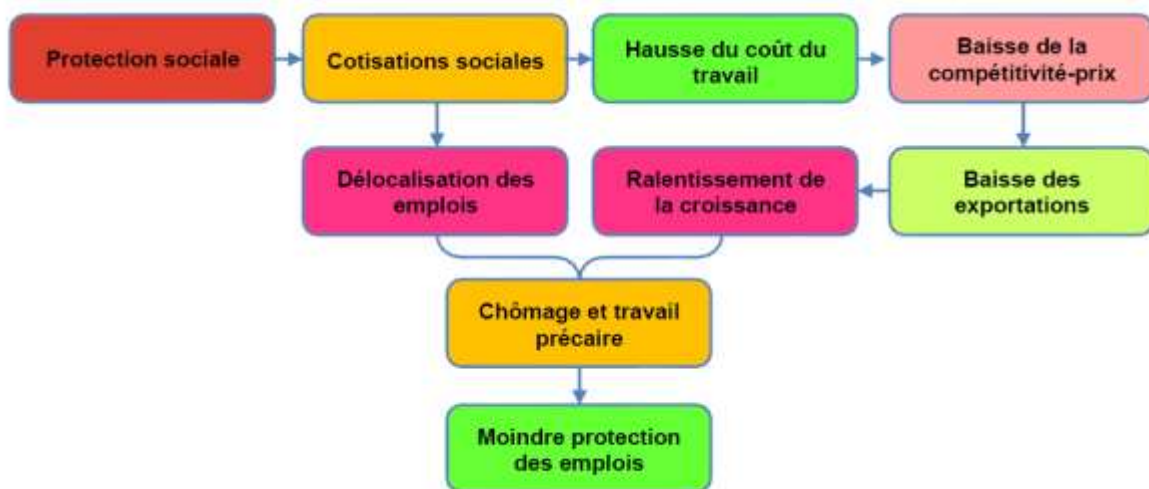 Protection sociale
Cotisations sociales
Hausse du coût du
travail
Baisse de la
compétitivité-prix
Délocalisation des
emplois
Ralentissement de
la croissance
Baisse des
exportations
Chômage et travail
précaire
Moindre protection
des emplois